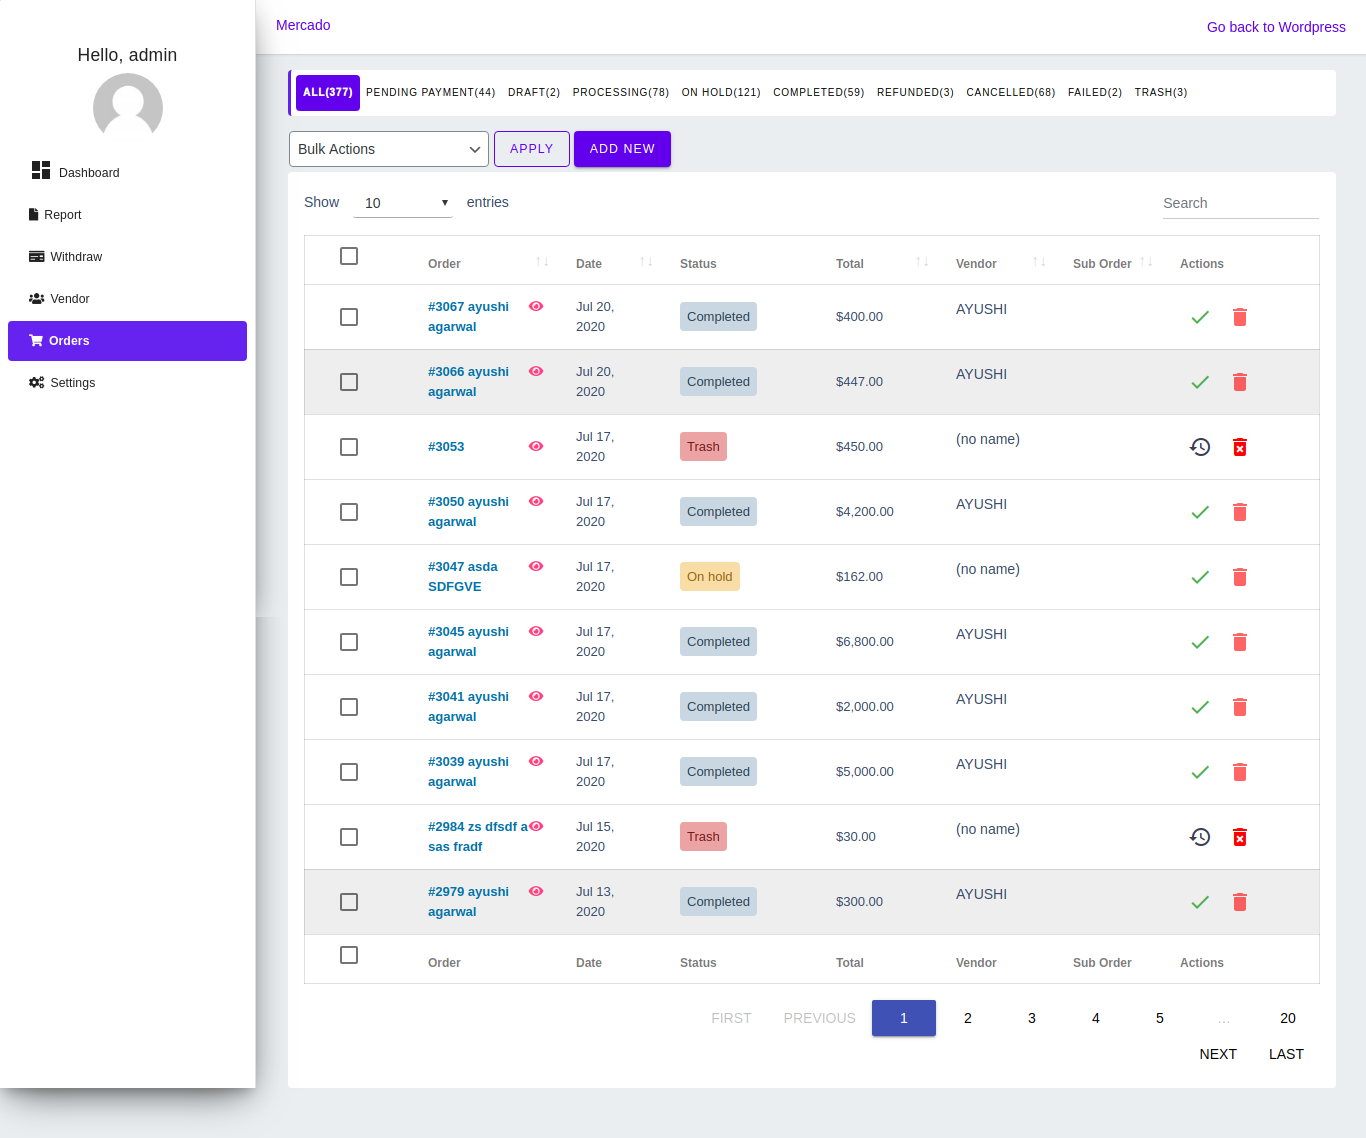 Mercado
Go back to Wordpress
Hello, admin
Dashboard
Report
Withdraw
Vendor
Orders
Settings
ALL(377) PENDING PAYMENT(44) DRAFT(2) PROCESSING(78) ON HOLD(121) COMPLETED(59) REFUNDED(3) CANCELLED(68) FAILED(2) TRASH(3)
Bulk Actions APPLY ADD NEW
Show 10 entries Search
Order Date Status Total Vendor Sub Order Actions
#3067 ayushi agarwal Jul 20, 2020 Completed $400.00 AYUSHI
#3066 ayushi agarwal Jul 20, 2020 Completed $447.00 AYUSHI
#3053 Jul 17, 2020 Trash $450.00 (no name)
#3050 ayushi agarwal Jul 17, 2020 Completed $4,200.00 AYUSHI
#3047 asda SDFGVE Jul 17, 2020 On hold $162.00 (no name)
#3045 ayushi agarwal Jul 17, 2020 Completed $6,800.00 AYUSHI
#3041 ayushi agarwal Jul 17, 2020 Completed $2,000.00 AYUSHI
#3039 ayushi agarwal Jul 17, 2020 Completed $5,000.00 AYUSHI
#2984 zs dfsdf a sas fradf Jul 15, 2020 Trash $30.00 (no name)
#2979 ayushi agarwal Jul 13, 2020 Completed $300.00 AYUSHI
Order Date Status Total Vendor Sub Order Actions
FIRST PREVIOUS 1 2 3 4 5 … 20
NEXT LAST